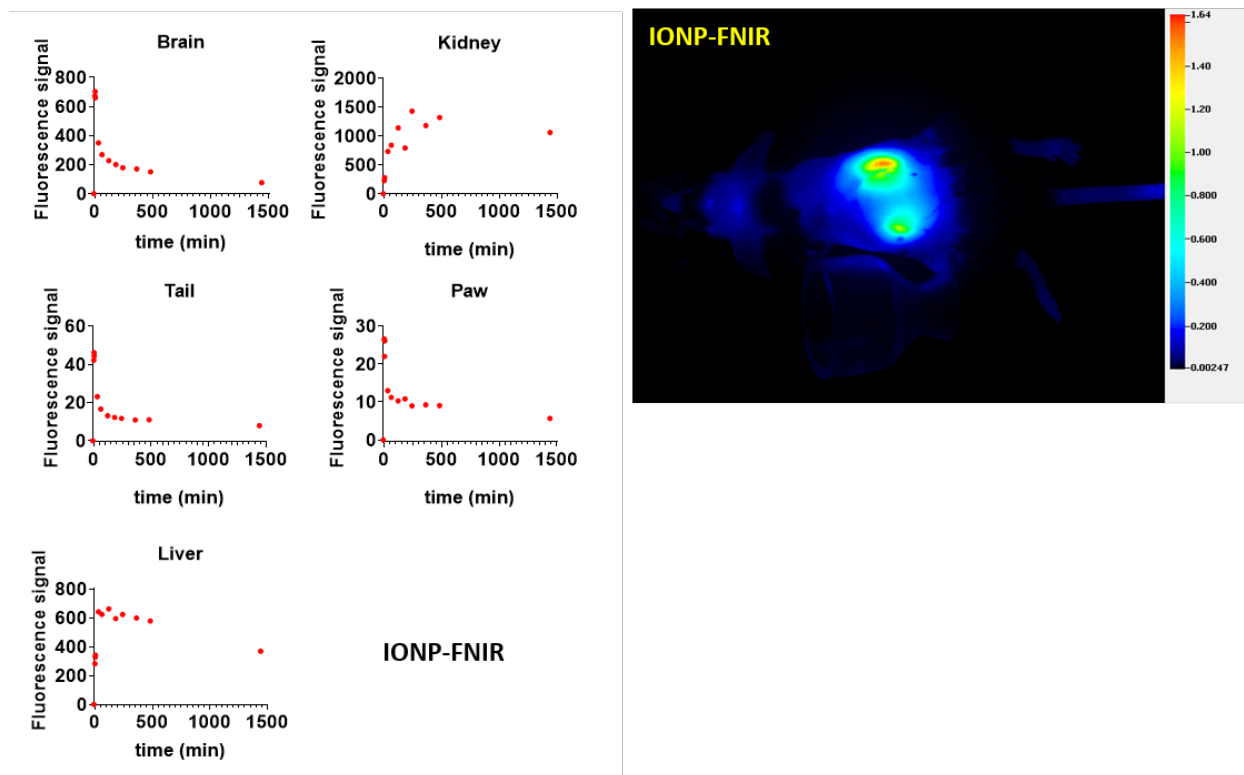 Brain
Fluorescence signal
800
600
400
200
0
0 500 1000 1500
time (min)
Kidney
Fluorescence signal
2000
1500
1000
500
0
0 500 1000 1500
time (min)
Tail
Fluorescence signal
60
40
20
0
0 500 1000 1500
time (min)
Paw
Fluorescence signal
30
20
10
0
0 500 1000 1500
time (min)
Liver
Fluorescence signal
800
600
400
200
0
0 500 1000 1500
time (min)
IONP-FNIR
IONP-FNIR
1.64
1.40
1.20
1.00
0.800
0.600
0.400
0.200
0.00247